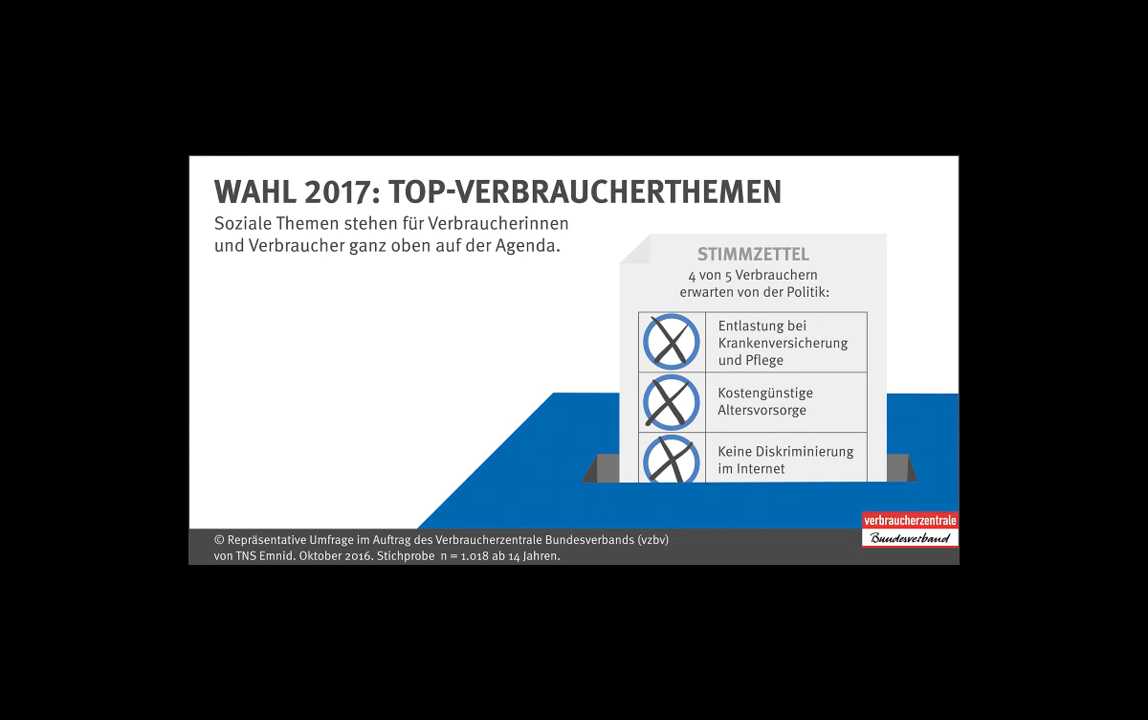 WAHL 2017: TOP-VERBRAUCHERTHEMEN
Soziale Themen stehen für Verbraucherinnen
und Verbraucher ganz oben auf der Agenda.
STIMMZETTEL
4 von 5 Verbrauchern
erwarten von der Politik:
Entlastung bei
Krankenversicherung
und Pflege
Kostengünstige
Altersvorsorge
Keine Diskriminierung
im Internet
© Repräsentative Umfrage im Auftrag des Verbraucherzentrale Bundesverbands (vzbv)
von TNS Emnid. Oktober 2016. Stichprobe n = 1.018 ab 14 Jahren.
verbraucherzentrale
Bundesverband